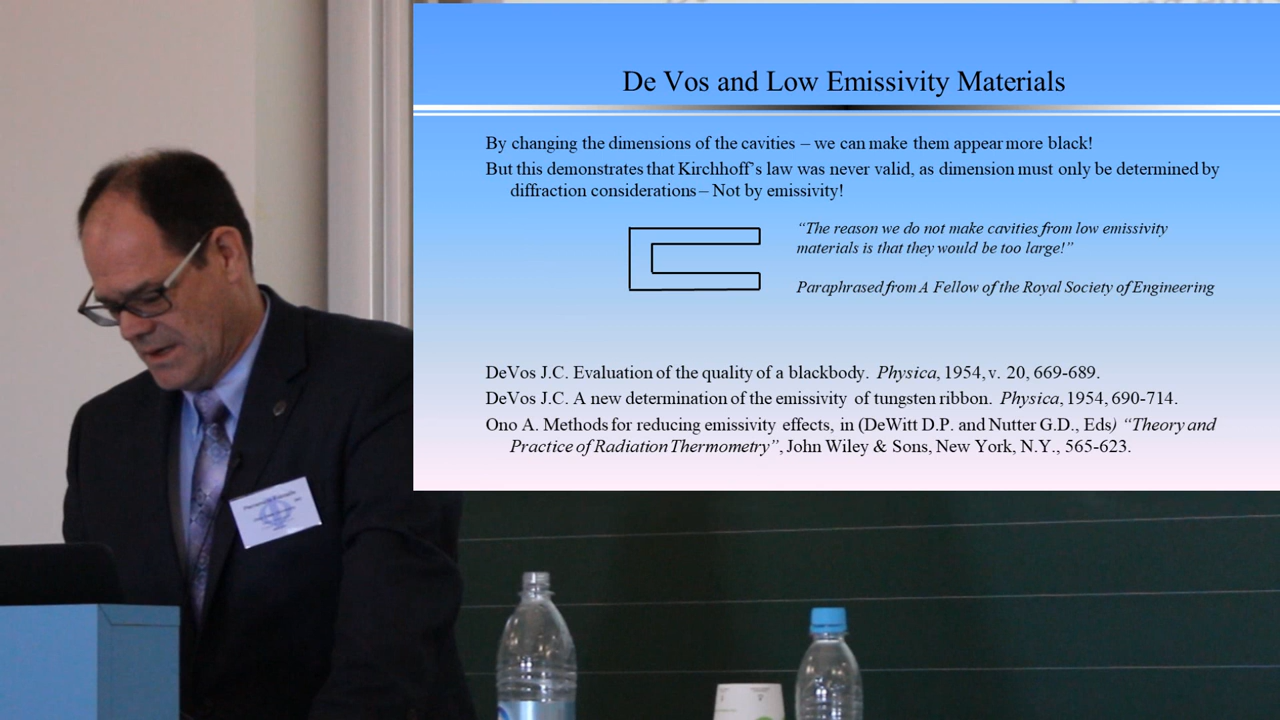 De Vos and Low Emissivity Materials
By changing the dimensions of the cavities – we can make them appear more black!
But this demonstrates that Kirchhoff's law was never valid, as dimension must only be determined by
diffraction considerations – Not by emissivity!
“The reason we do not make cavities from low emissivity
materials is that they would be too large!”
Paraphrased from A Fellow of the Royal Society of Engineering
DeVos J.C. Evaluation of the quality of a blackbody. Physica, 1954, v. 20, 669-689.
DeVos J.C. A new determination of the emissivity of tungsten ribbon. Physica, 1954, 690-714.
Ono A. Methods for reducing emissivity effects, in (DeWitt D.P. and Nutter G.D., Eds) “Theory and
Practice of Radiation Thermometry”, John Wiley & Sons, New York, N.Y., 565-623.